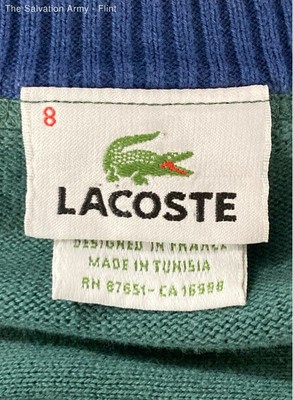 The Salvation Army - Flint
8
LACOSTE
DESIGNED IN FRANCE
MADE IN TUNISIA
RN 87651 - CA 16998